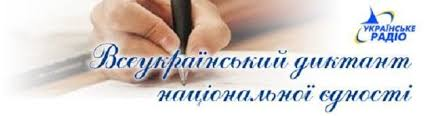 УКРАЇНСЬКЕ
РАДІО
Всеукраїнський диктант
національної єдності